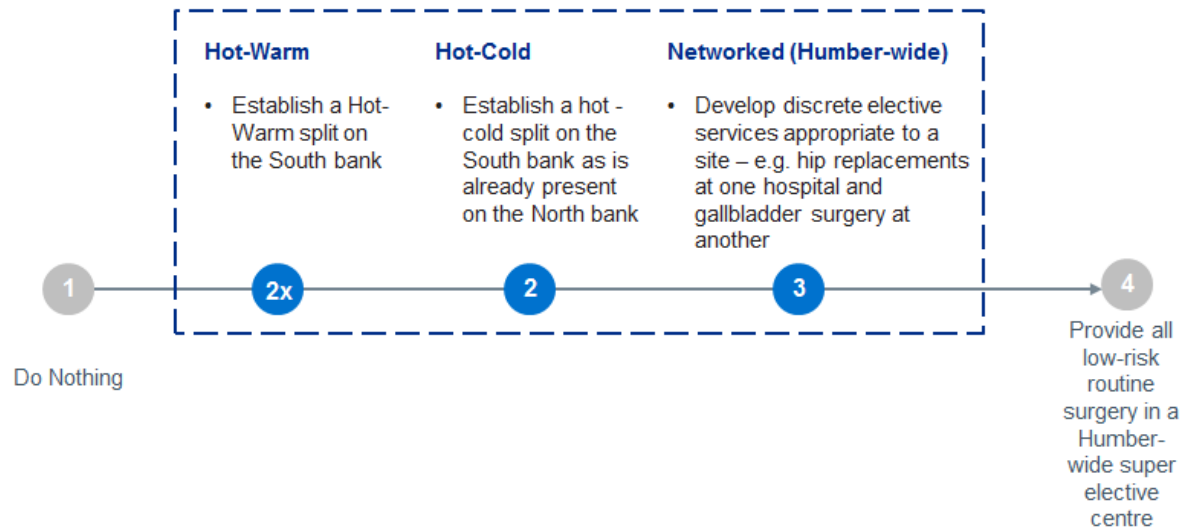 Hot-Warm
• Establish a Hot-
Warm split on
the South bank
Hot-Cold
• Establish a hot -
cold split on the
South bank as is
already present
on the North bank
Networked (Humber-wide)
• Develop discrete elective
services appropriate to a
site – e.g. hip replacements
at one hospital and
gallbladder surgery at
another
1
2x
2
3
4
Do Nothing
Provide all
low-risk
routine
surgery in a
Humber-
wide super
elective
centre